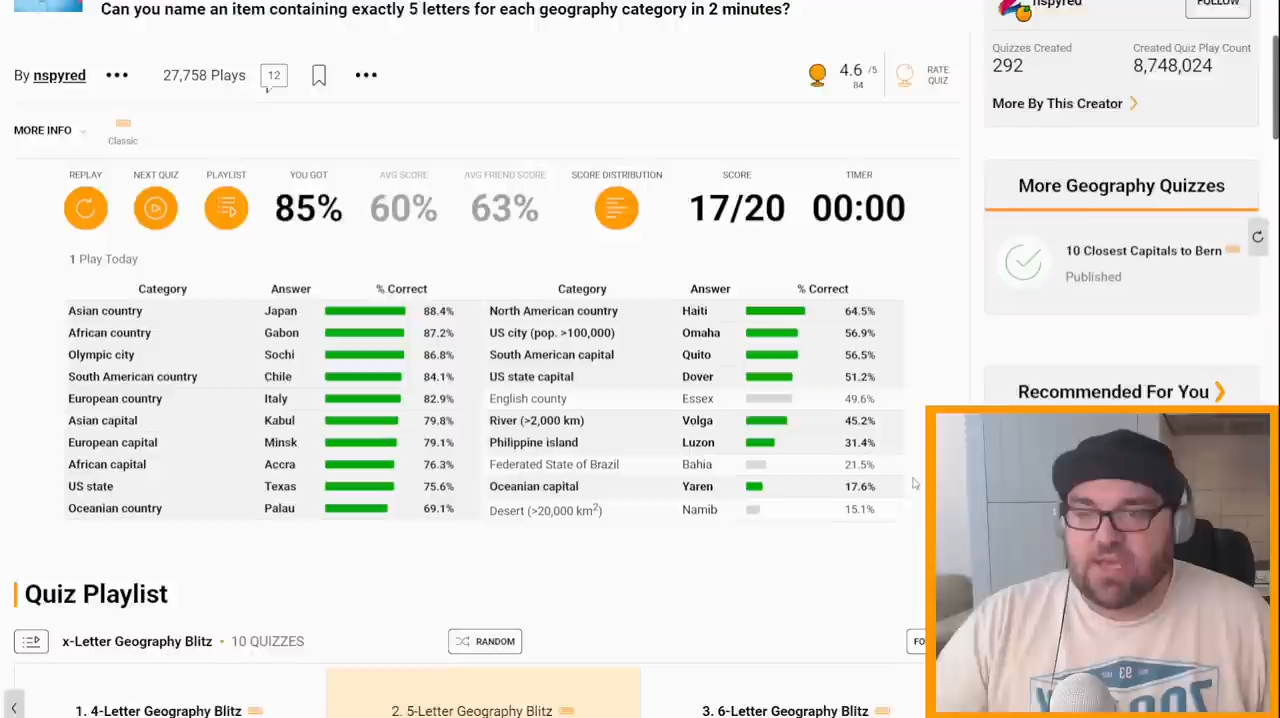 Can you name an item containing exactly 5 letters for each geography category in 2 minutes?
nspyred
FOLLOW
By nspyred ••• 27,758 Plays 12 ••• 4.6 /5 84 RATE QUIZ
Quizzes Created Created Quiz Play Count
292 8,748,024
More By This Creator
MORE INFO Classic
REPLAY NEXT QUIZ PLAYLIST YOU GOT AVG SCORE AVG FRIEND SCORE SCORE DISTRIBUTION SCORE TIMER
85% 60% 63% 17/20 00:00
More Geography Quizzes
10 Closest Capitals to Bern
Published
1 Play Today
Category Answer % Correct Category Answer % Correct
Asian country Japan 88.4% North American country Haiti 64.5%
African country Gabon 87.2% US city (pop. >100,000) Omaha 56.9%
Olympic city Sochi 86.8% South American capital Quito 56.5%
South American country Chile 84.1% US state capital Dover 51.2%
European country Italy 82.9% English county Essex 49.6%
Asian capital Kabul 79.8% River (>2,000 km) Volga 45.2%
European capital Minsk 79.1% Philippine island Luzon 31.4%
African capital Accra 76.3% Federated State of Brazil Bahia 21.5%
US state Texas 75.6% Oceanian capital Yaren 17.6%
Oceanian country Palau 69.1% Desert (>20,000 km²) Namib 15.1%
Recommended For You
Quiz Playlist
x-Letter Geography Blitz • 10 QUIZZES RANDOM FO
1. 4-Letter Geography Blitz 2. 5-Letter Geography Blitz 3. 6-Letter Geography Blitz